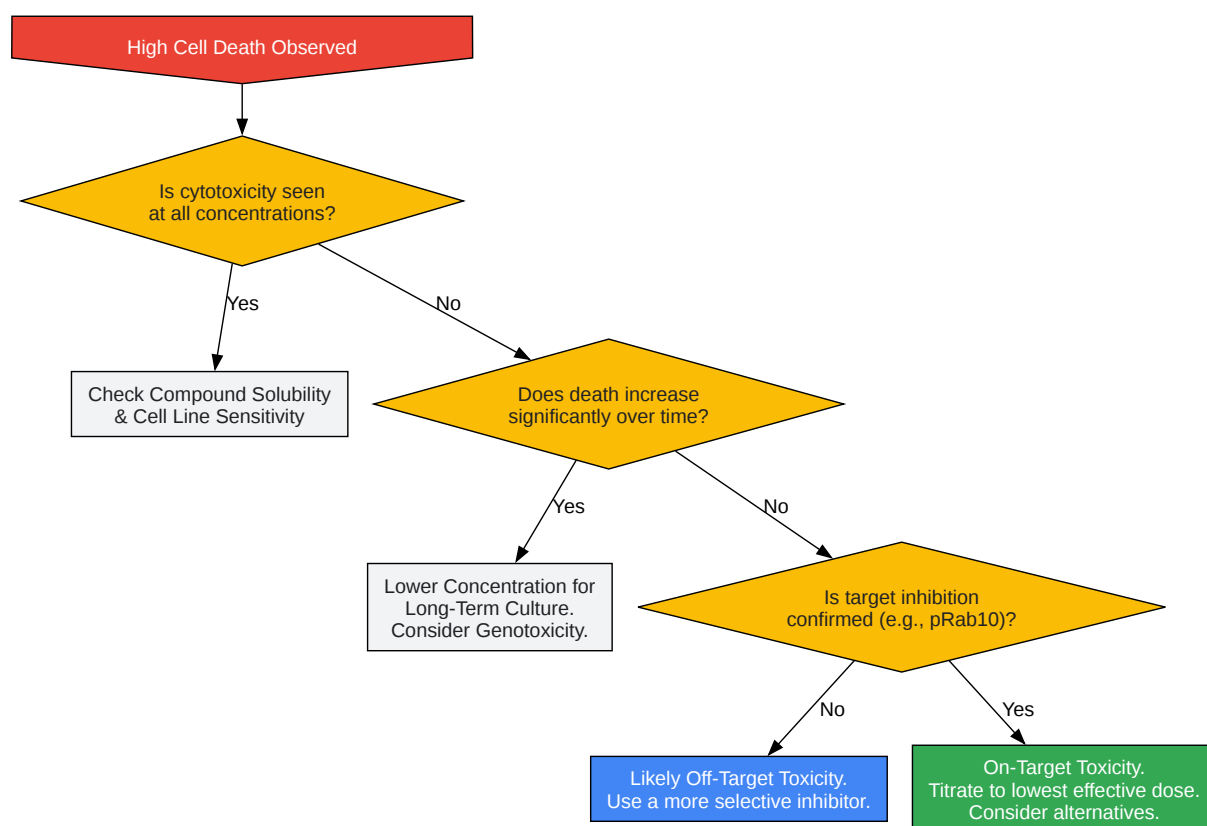 High Cell Death Observed
Is cytotoxicity seen
at all concentrations?
Yes
No
Check Compound Solubility
& Cell Line Sensitivity
Does death increase
significantly over time?
Yes
No
Lower Concentration for
Long-Term Culture.
Consider Genotoxicity.
Is target inhibition
confirmed (e.g., pRab10)?
No
Yes
Likely Off-Target Toxicity.
Use a more selective inhibitor.
On-Target Toxicity.
Titrate to lowest effective dose.
Consider alternatives.